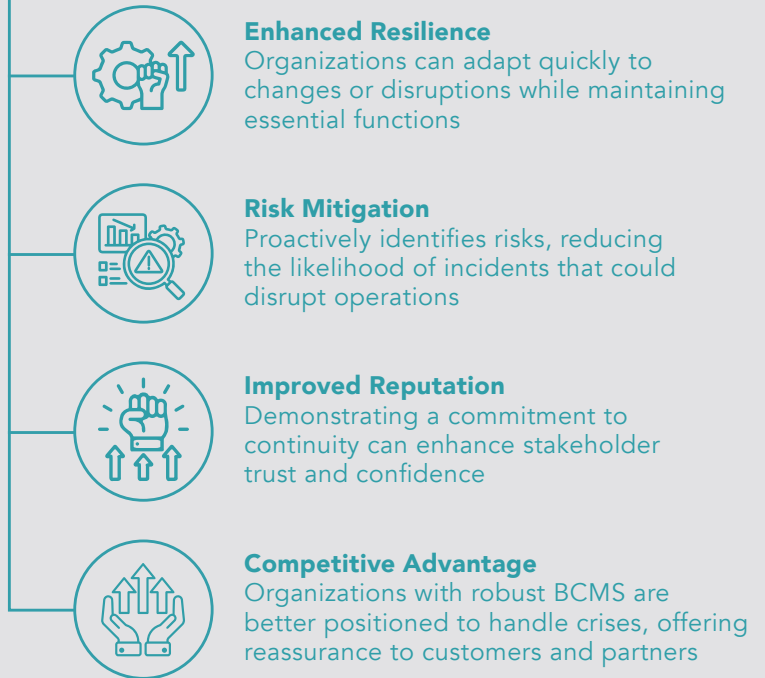 Enhanced Resilience
Organizations can adapt quickly to
changes or disruptions while maintaining
essential functions
Risk Mitigation
Proactively identifies risks, reducing
the likelihood of incidents that could
disrupt operations
Improved Reputation
Demonstrating a commitment to
continuity can enhance stakeholder
trust and confidence
Competitive Advantage
Organizations with robust BCMS are
better positioned to handle crises, offering
reassurance to customers and partners